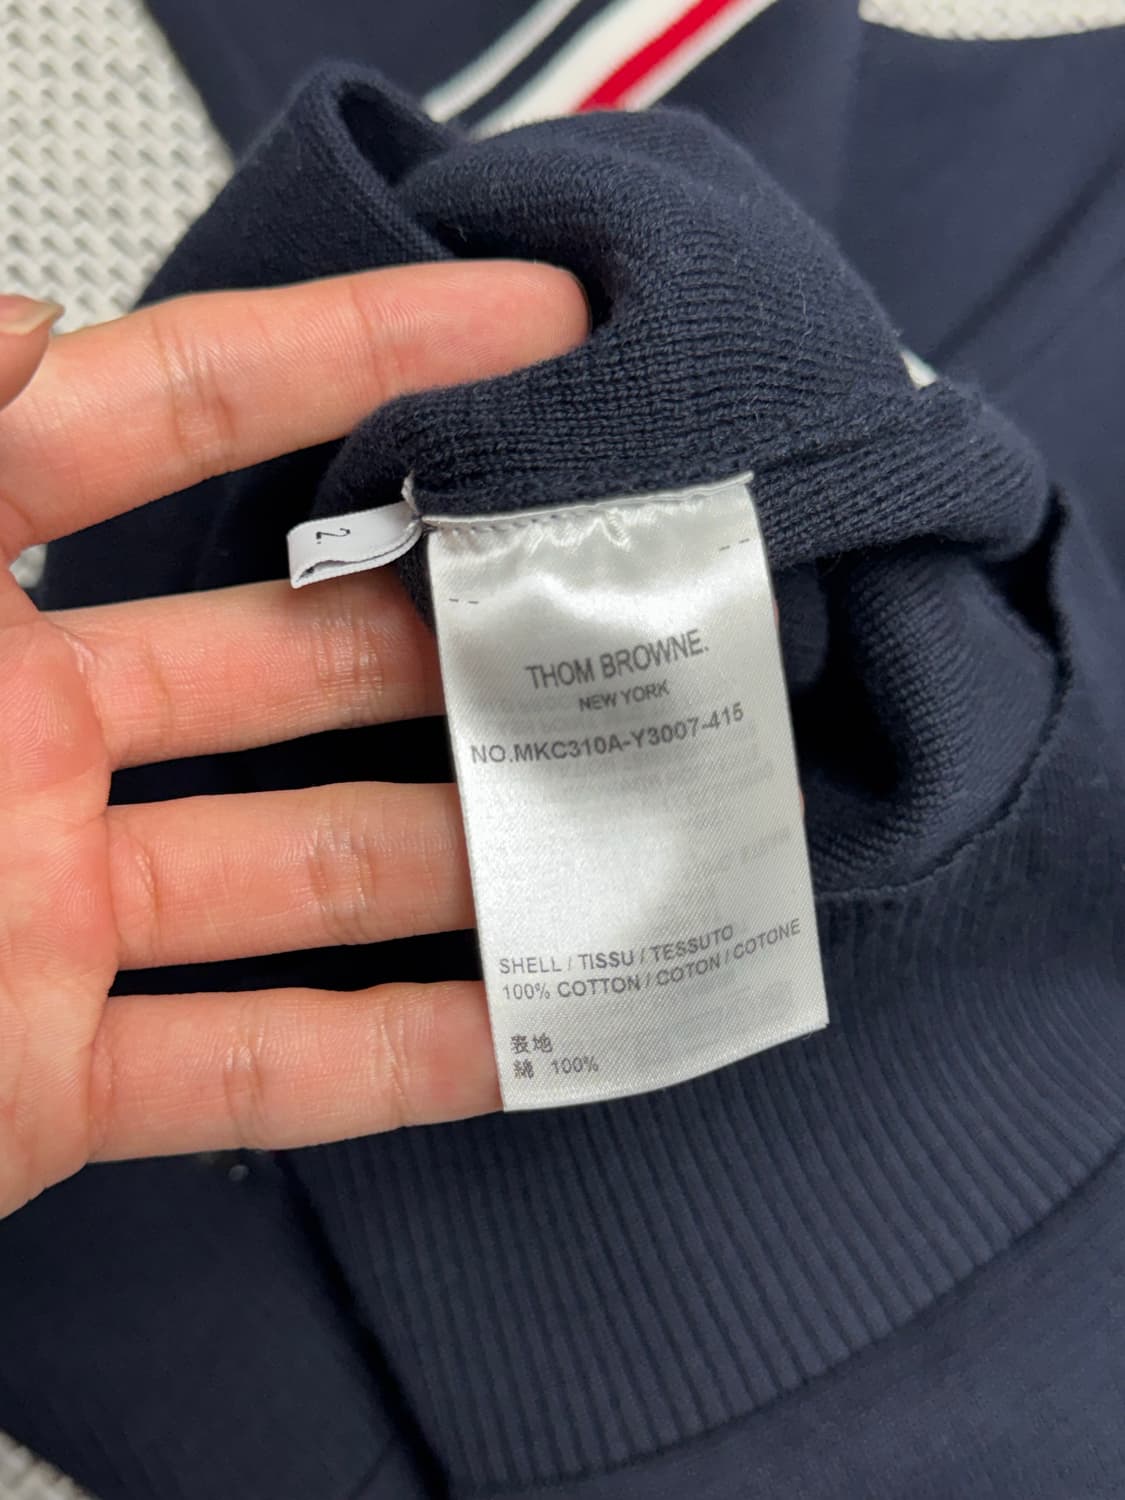 2
THOM BROWNE.
NEW YORK
NO.MKC310A-Y3007-415
SHELL / TISSU / TESSUTO
100% COTTON / COTON / COTONE
表地
綿 100%